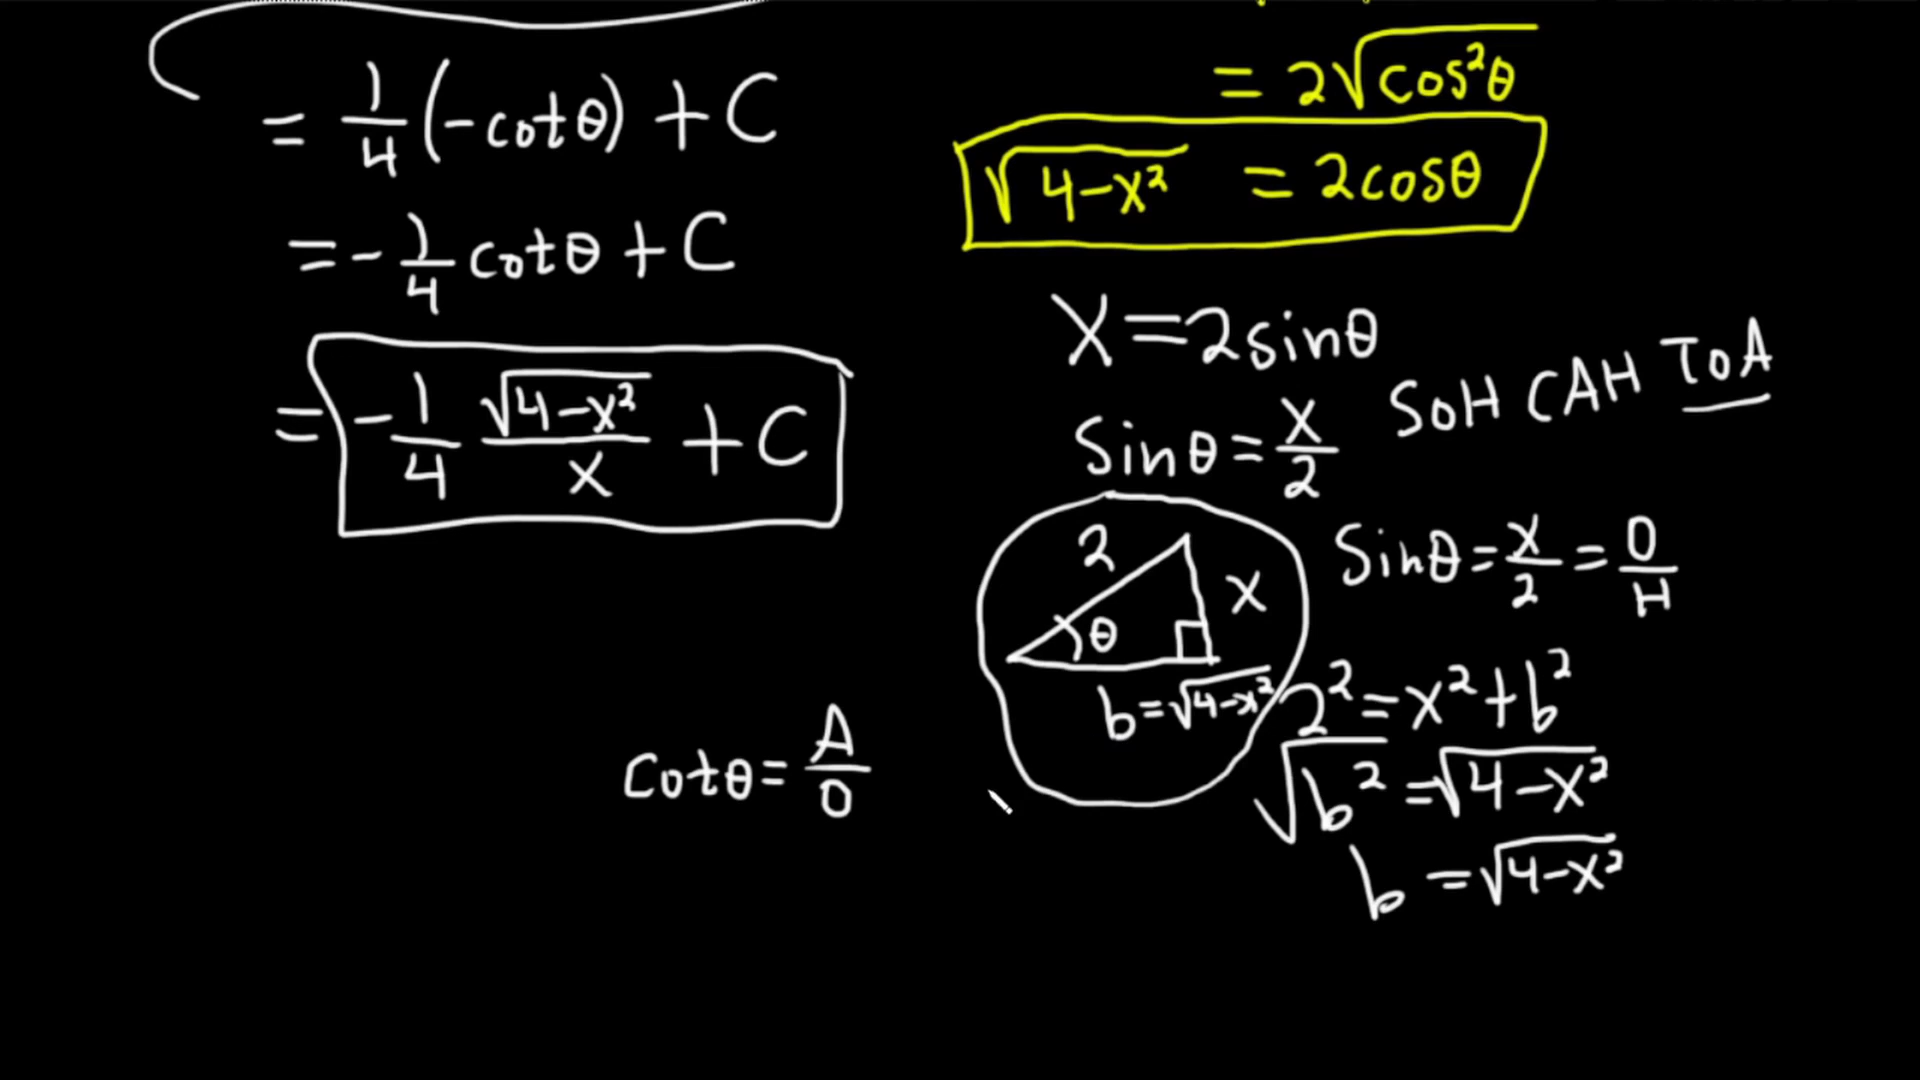 = 1/4 (-cotθ) + C
= -1/4 cotθ + C
= -1/4 √(4-x²)/x + C
cotθ = A/O
= 2√(cos²θ)
√(4-x²) = 2cosθ
x = 2sinθ
SOH CAH TOA
Sinθ = x/2
Sinθ = x/2 = O/H
2
x
θ
b = √(4-x²)
2² = x² + b²
√(b²) = √(4-x²)
b = √(4-x²)